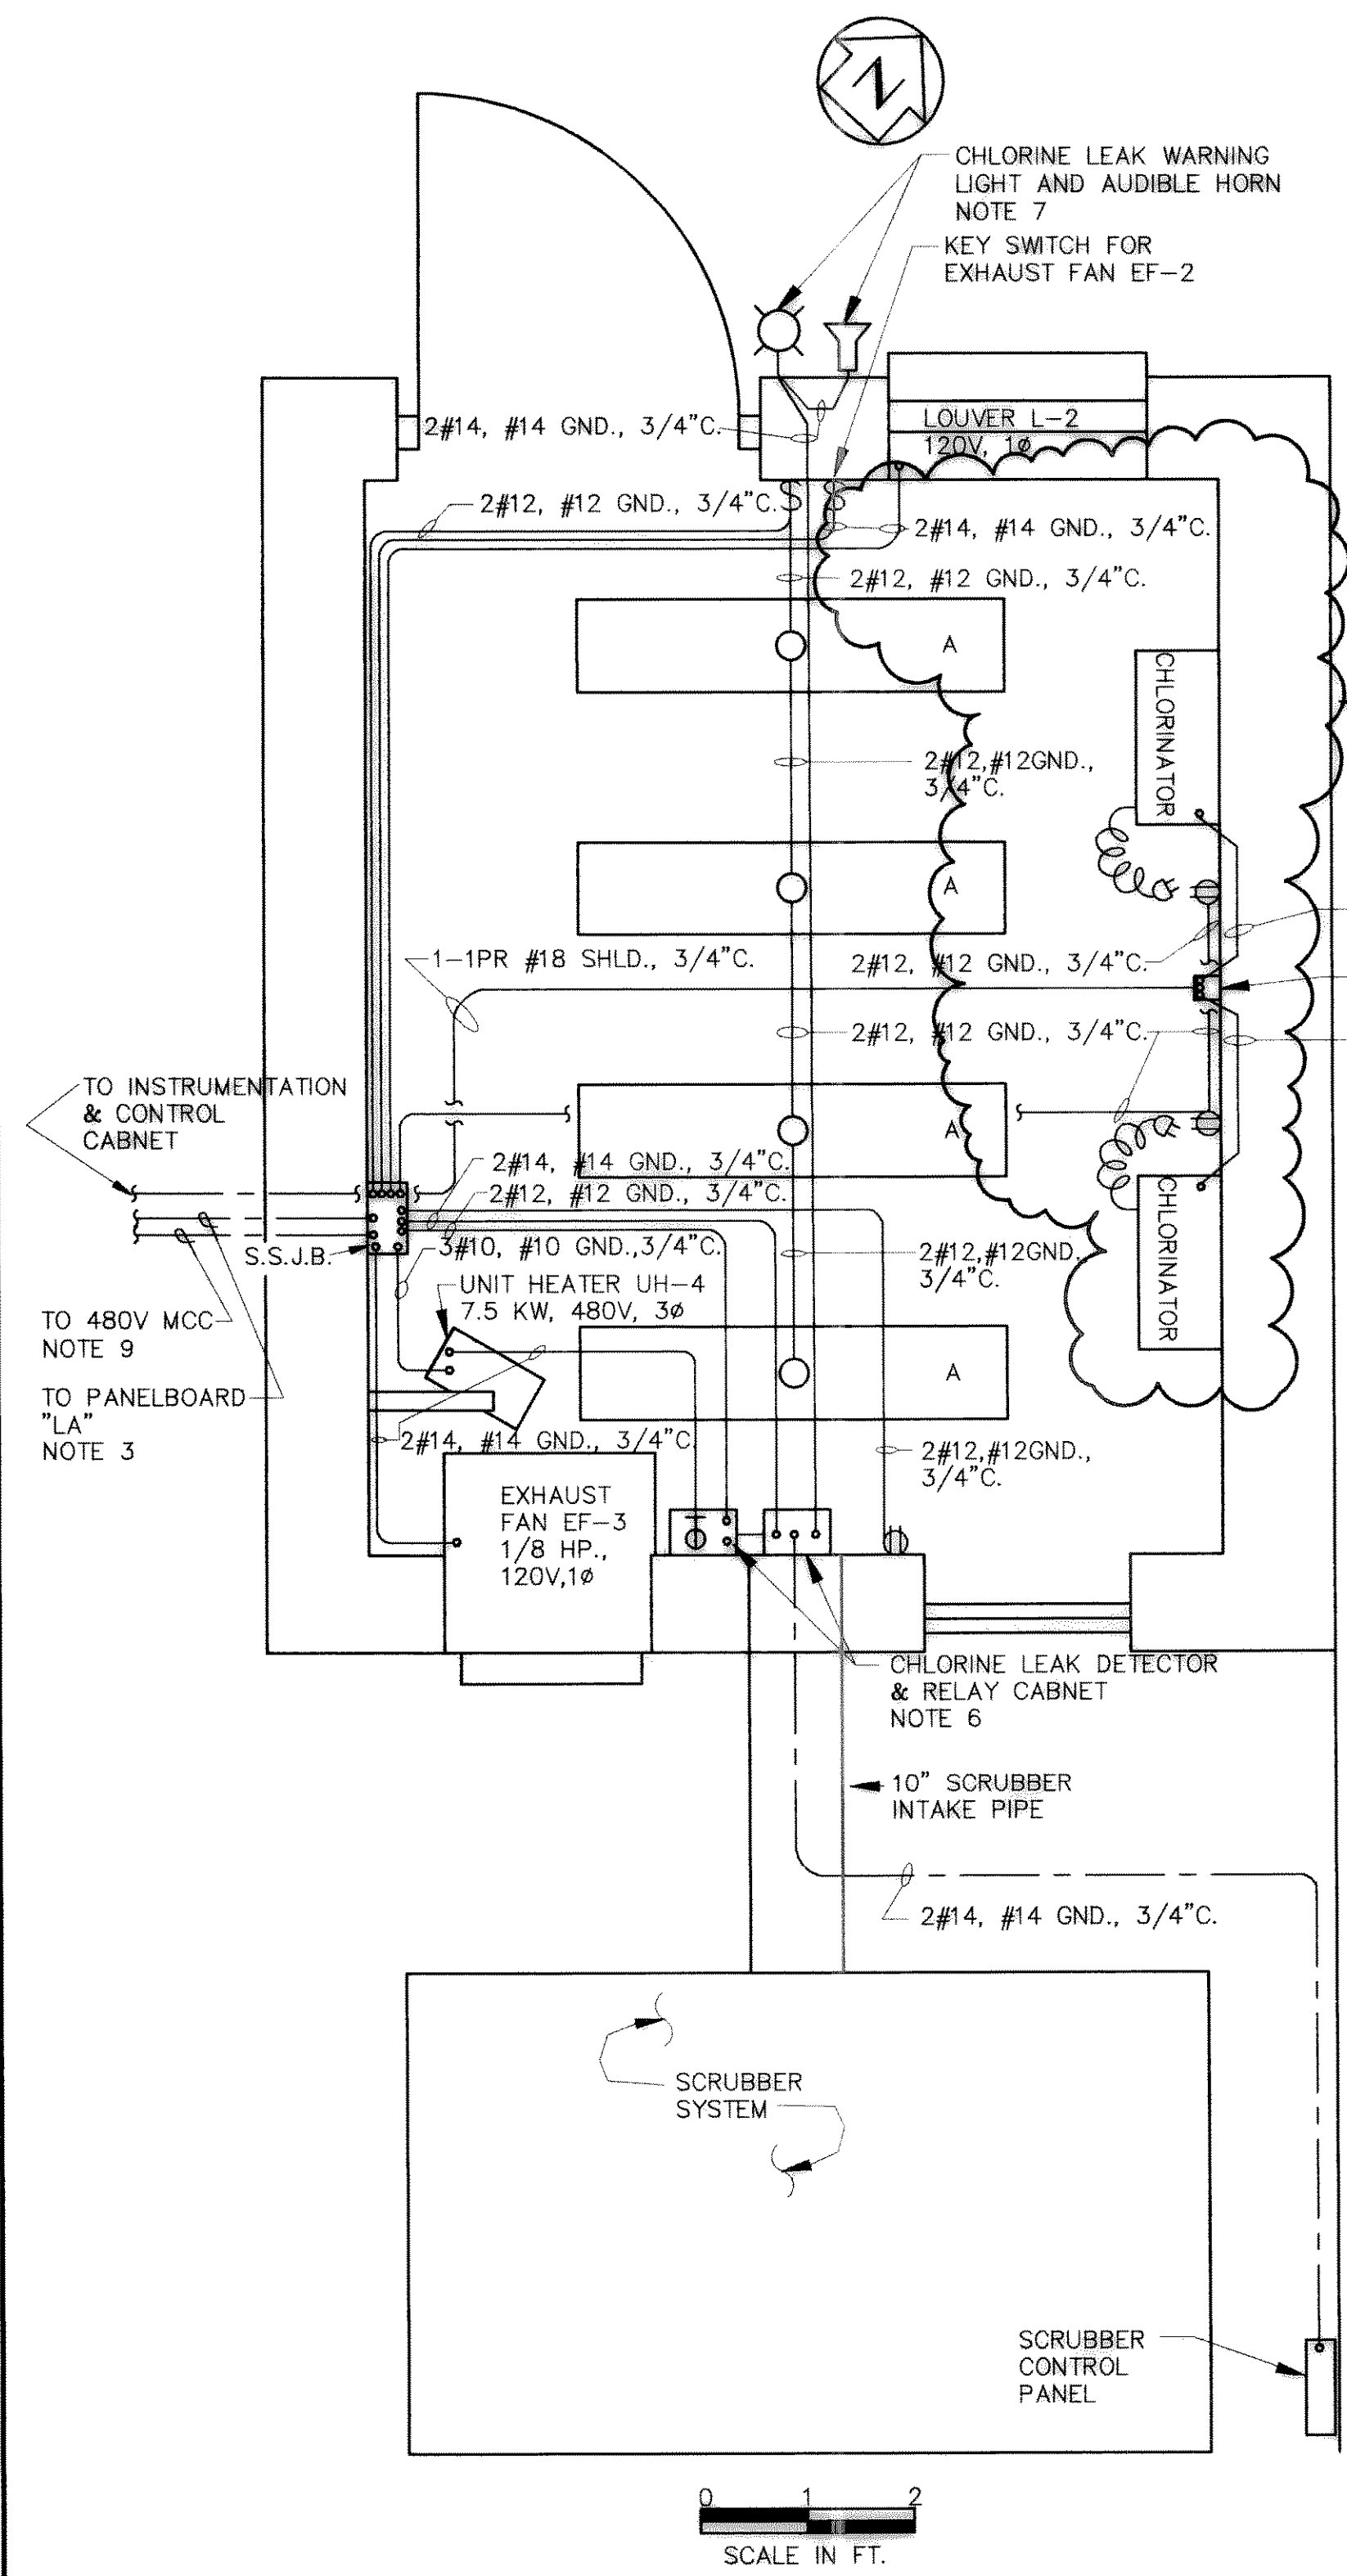 N
CHLORINE LEAK WARNING
LIGHT AND AUDIBLE HORN
NOTE 7
KEY SWITCH FOR
EXHAUST FAN EF-2
2#14, #14 GND., 3/4"C.
LOUVER L-2
120V, 1ø
2#12, #12 GND., 3/4"C.
S S
2#14, #14 GND., 3/4"C.
2#12, #12 GND., 3/4"C.
A
CHLORINATOR
2#12,#12GND.,
3/4"C.
A
1-1PR #18 SHLD., 3/4"C.
2#12, #12 GND., 3/4"C.
2#12, #12 GND., 3/4"C.
TO INSTRUMENTATION
& CONTROL
CABNET
A
2#14, #14 GND., 3/4"C.
2#12, #12 GND., 3/4"C.
CHLORINATOR
S.S.J.B.
3#10, #10 GND.,3/4"C.
2#12,#12GND.
3/4"C.
UNIT HEATER UH-4
7.5 KW, 480V, 3ø
TO 480V MCC
NOTE 9
A
TO PANELBOARD
"LA"
NOTE 3
2#14, #14 GND., 3/4"C
2#12,#12GND.,
3/4"C.
EXHAUST
FAN EF-3
1/8 HP.,
120V,1ø
T
CHLORINE LEAK DETECTOR
& RELAY CABNET
NOTE 6
10" SCRUBBER
INTAKE PIPE
2#14, #14 GND., 3/4"C.
SCRUBBER
SYSTEM
SCRUBBER
CONTROL
PANEL
0 1 2
SCALE IN FT.